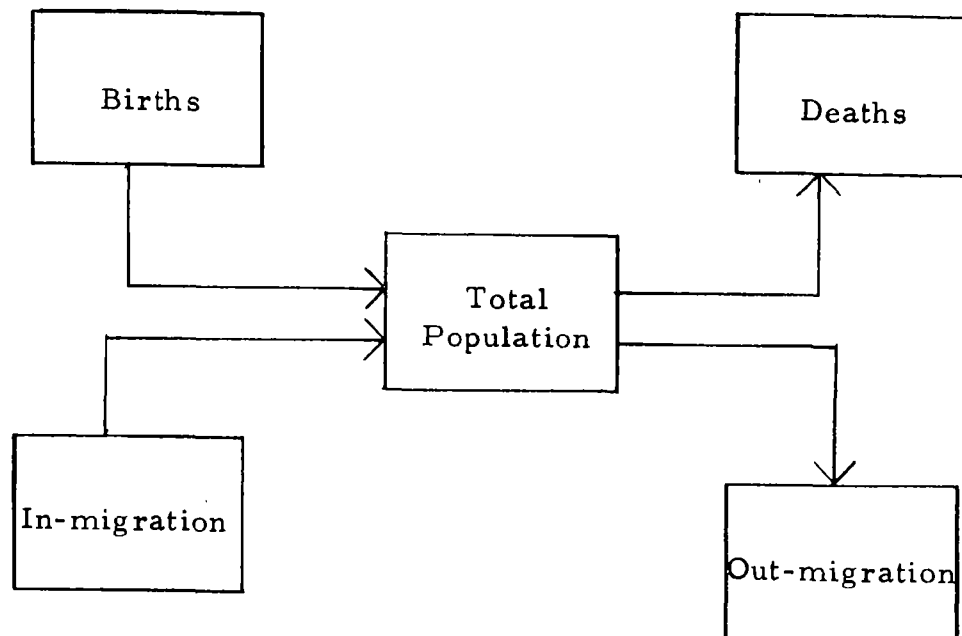 Births
Deaths
Total
Population
In-migration
Out-migration